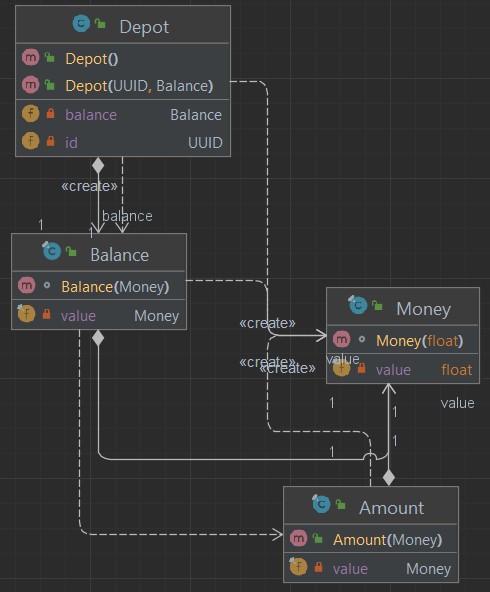 Depot
Depot()
Depot(UUID, Balance)
balance Balance
id UUID
«create»
balance
1
1
Balance
Balance(Money)
value Money
Money
«create»
Money(float)
value
«create»
«create»
value float
1
1
value
1
1
Amount
Amount(Money)
value Money